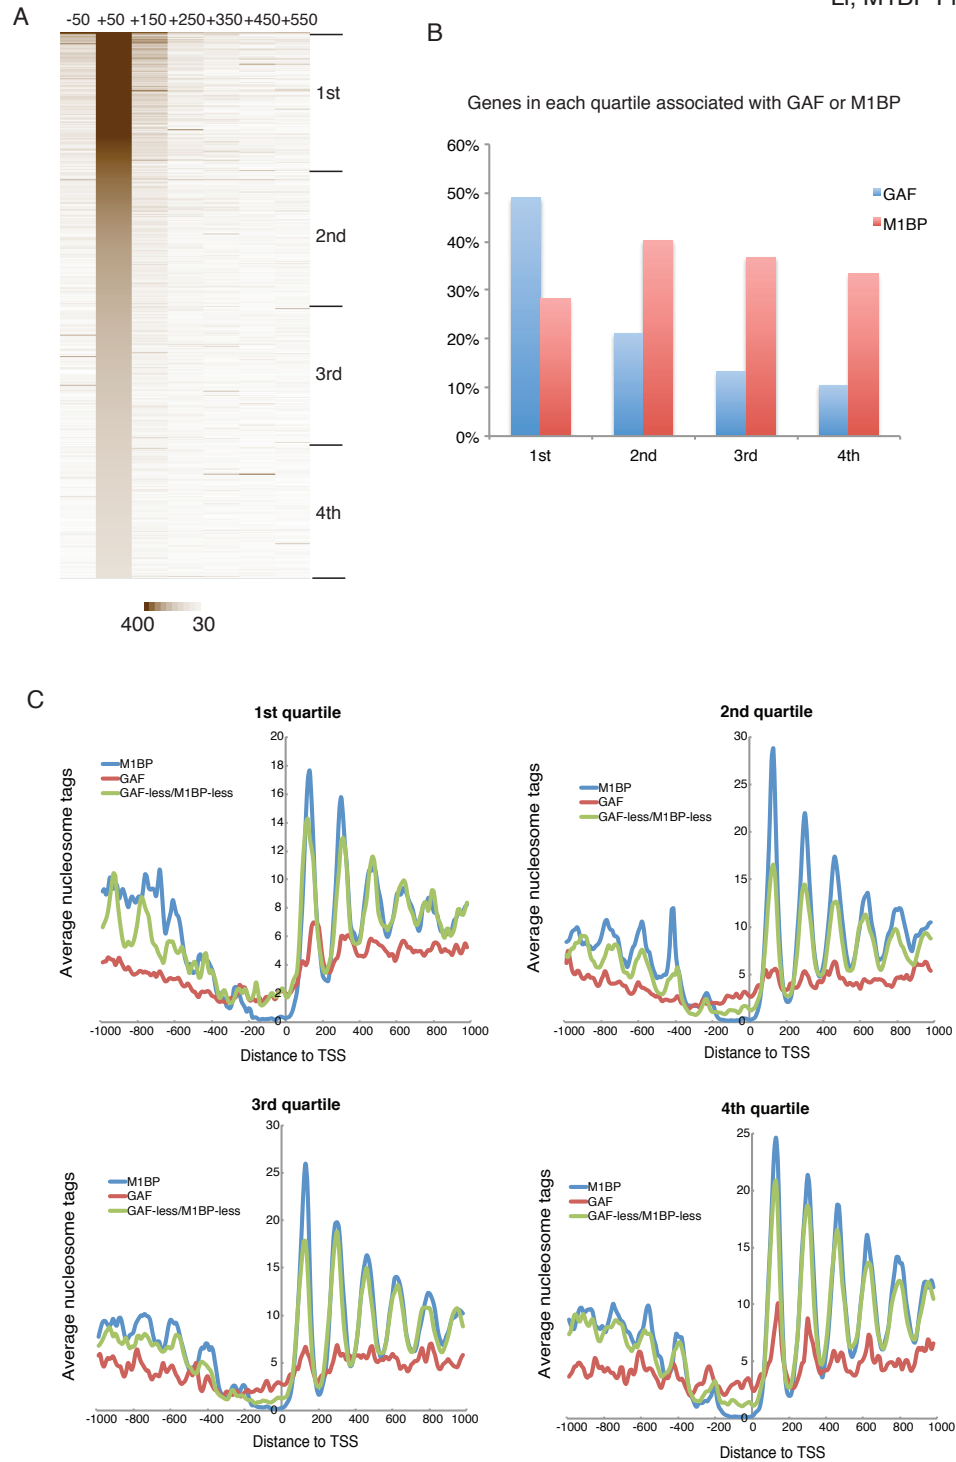 A
-50 +50 +150 +250 +350 +450 +550
1st
2nd
3rd
4th
400 30
B
Genes in each quartile associated with GAF or M1BP
60%
50%
40%
30%
20%
10%
0%
1st 2nd 3rd 4th
GAF
M1BP
C
1st quartile
Average nucleosome tags
20
18
16
14
12
10
8
6
4
2
0
M1BP
GAF
GAF-less/M1BP-less
-1000 -800 -600 -400 -200 0 200 400 600 800 1000
Distance to TSS
2nd quartile
Average nucleosome tags
30
25
20
15
10
5
0
M1BP
GAF
GAF-less/M1BP-less
-1000 -800 -600 -400 -200 0 200 400 600 800 1000
Distance to TSS
3rd quartile
Average nucleosome tags
30
25
20
15
10
5
0
M1BP
GAF
GAF-less/M1BP-less
-1000 -800 -600 -400 -200 0 200 400 600 800 1000
Distance to TSS
4th quartile
Average nucleosome tags
25
20
15
10
5
0
M1BP
GAF
GAF-less/M1BP-less
-1000 -800 -600 -400 -200 0 200 400 600 800 1000
Distance to TSS